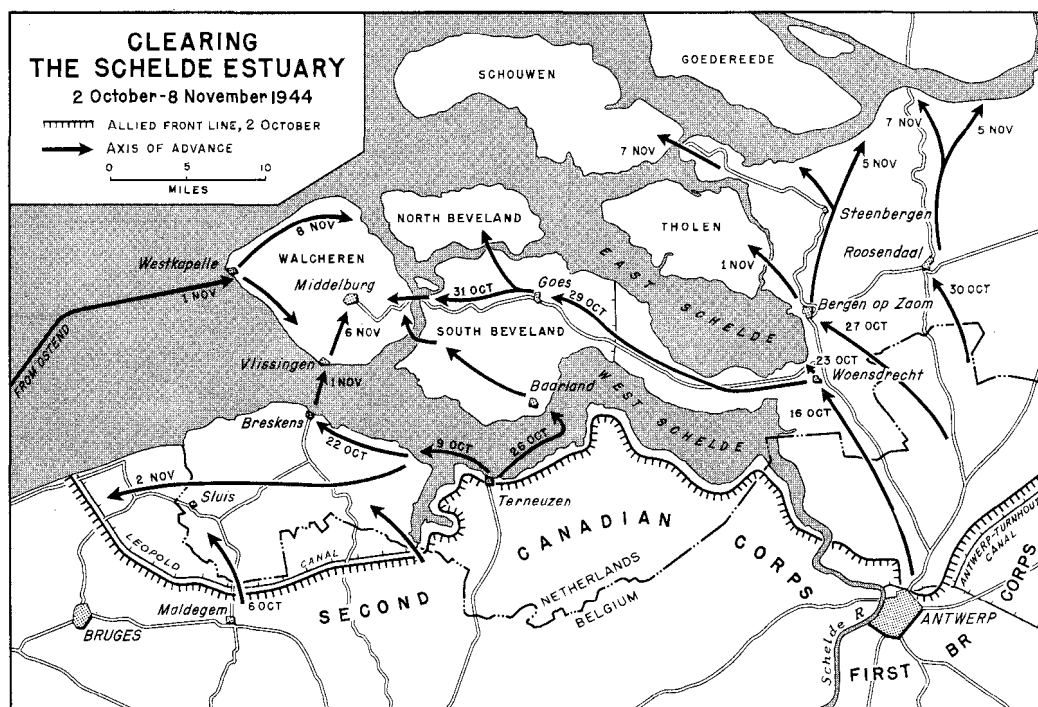 CLEARING
THE SCHELDE ESTUARY
2 October-8 November 1944
ALLIED FRONT LINE, 2 OCTOBER
AXIS OF ADVANCE
0 5 10
MILES
SCHOUWEN
GOEDEREEDE
7 NOV
7 NOV
5 NOV
5 NOV
NORTH BEVELAND
THOLEN
Steenbergen
Roosendaal
8 NOV
WALCHEREN
Westkapelle
1 NOV
Middelburg
31 OCT
Goes
29 OCT
EAST SCHELDE
1 NOV
Bergen op Zoom
30 OCT
27 OCT
6 NOV
SOUTH BEVELAND
23 OCT
Woensdrecht
FROM OSTEND
Vlissingen
1 NOV
Baarland
WEST SCHELDE
16 OCT
Breskens
22 OCT
9 OCT
26 OCT
2 NOV
Sluis
Terneuzen
LEOPOLD
CANAL
SECOND
CANADIAN
CORPS
NETHERLANDS
BELGIUM
ANTWERP-TURNHOUT
CANAL
6 OCT
Maldegem
BRUGES
Schelde R
ANTWERP
FIRST
BR
CORPS